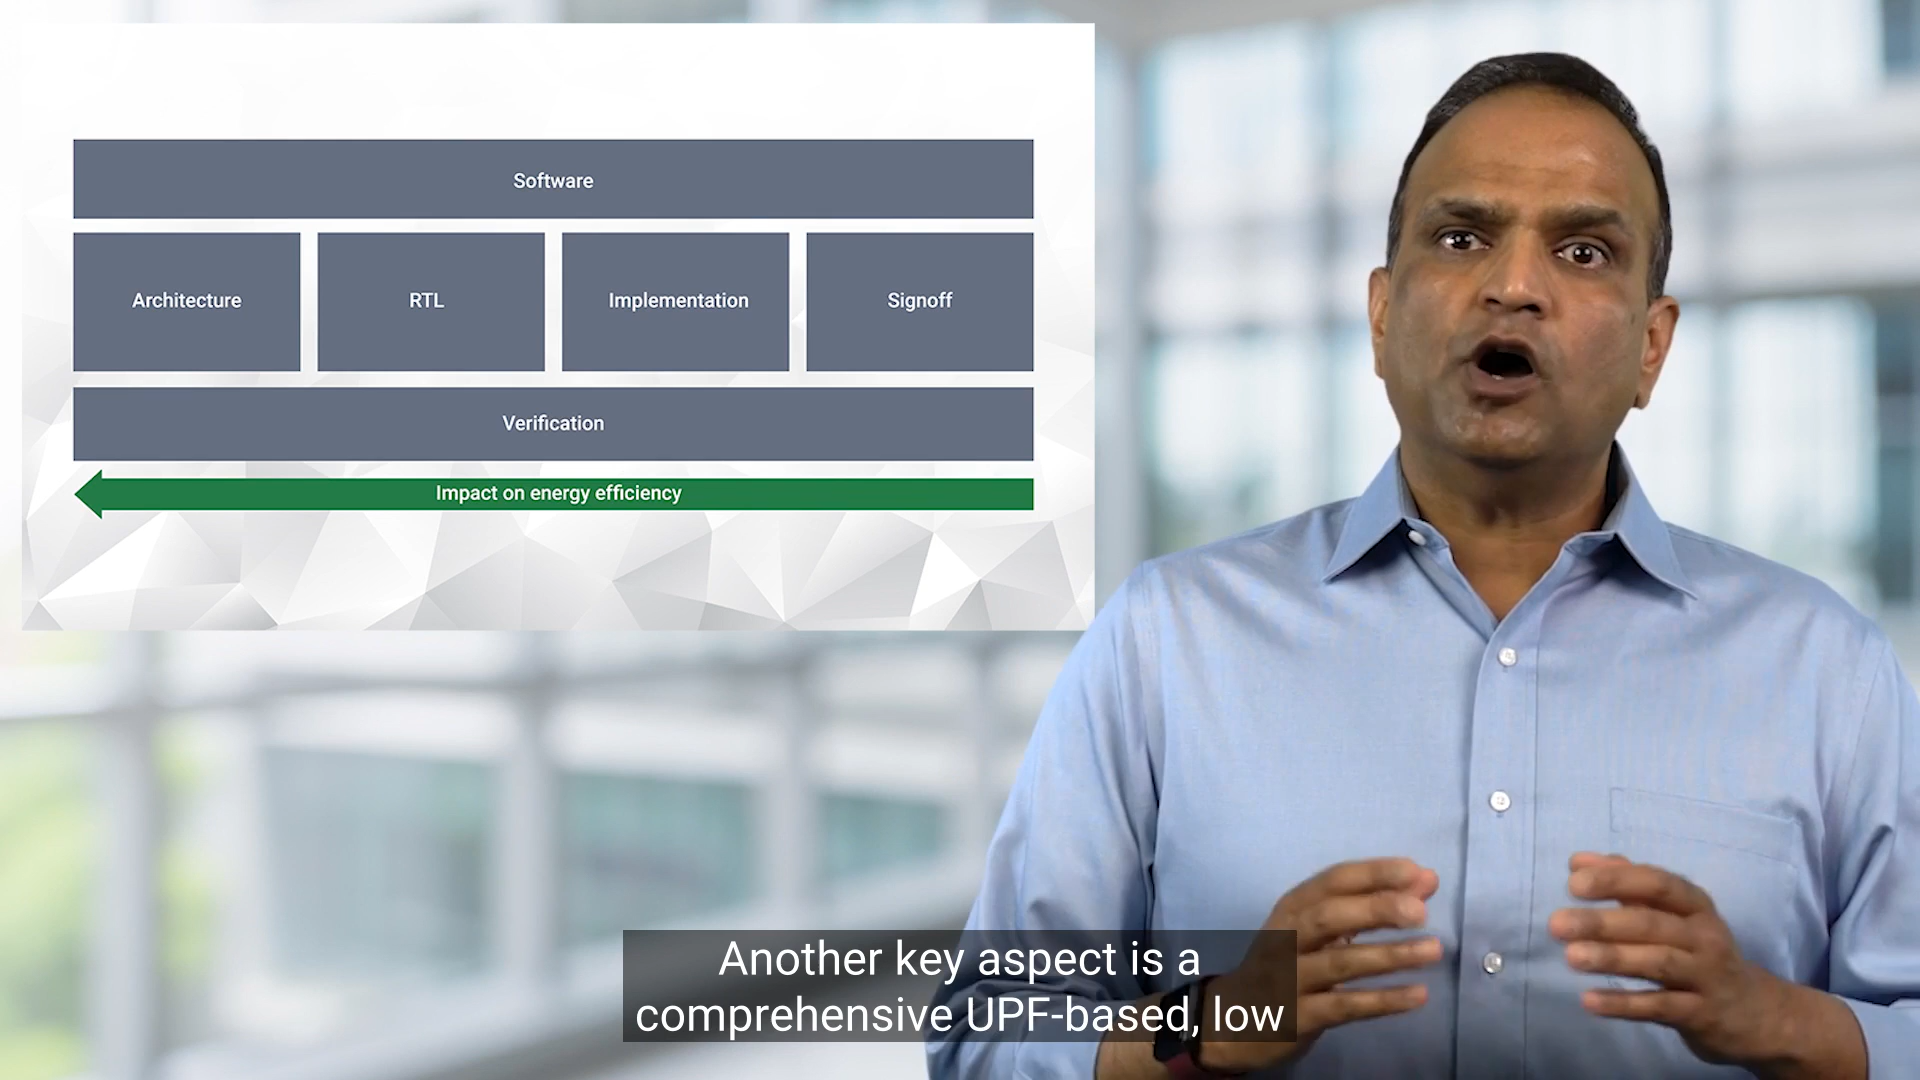 Software
Architecture
RTL
Implementation
Signoff
Verification
Impact on energy efficiency
Another key aspect is a
comprehensive UPF-based, low